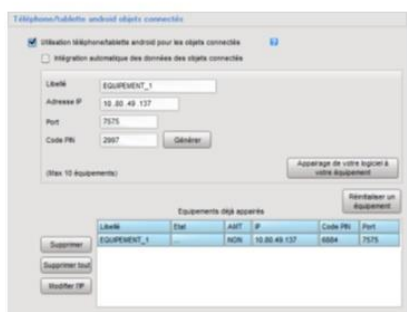 Téléphone/tablette android objets connectés
Utilisation téléphone/tablette android pour les objets connectés
Intégration automatique des données des objets connectés
Libellé EQUIPEMENT_1
Adresse IP 10.80.49.137
Port 7575
Code PIN 2997 Générer
(Max 10 équipements)
Appairage de votre logiciel à
votre équipement
Réinitialiser un
équipement
Equipements déjà appairés
Libellé Etat IP Code PIN Port
EQUIPEMENT_1 ... NON 10.80.49.137 6884 7575
Supprimer
Supprimer tout
Modifier l'IP